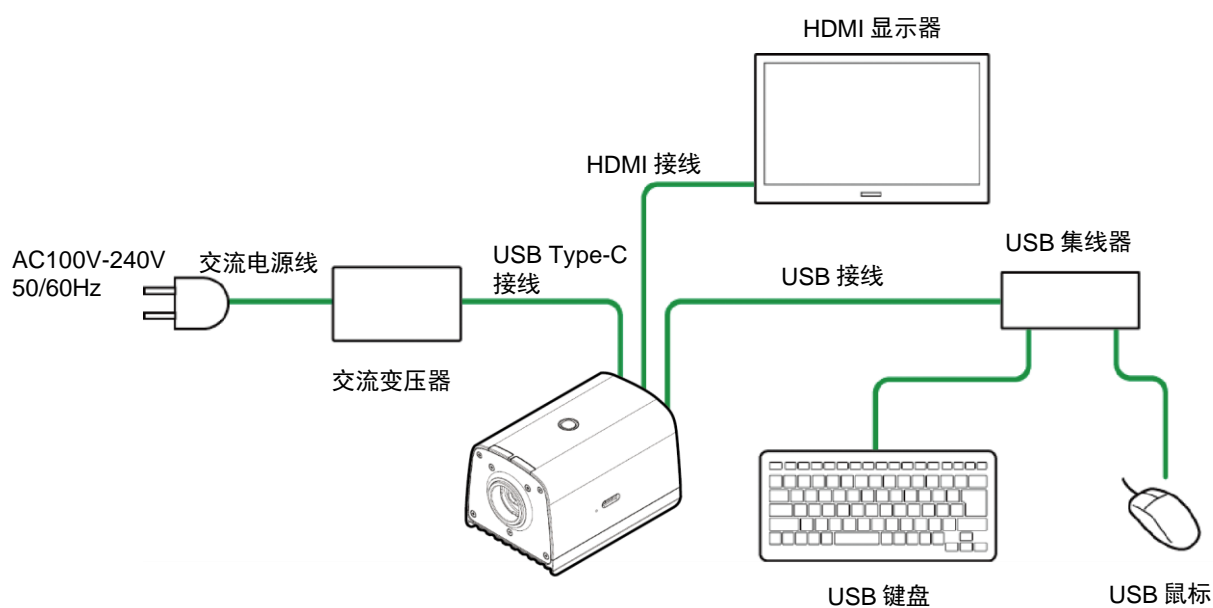 HDMI 显示器
HDMI 接线
AC100V-240V
50/60Hz
交流电源线
USB Type-C
接线
USB 接线
USB 集线器
交流变压器
USB 键盘
USB 鼠标